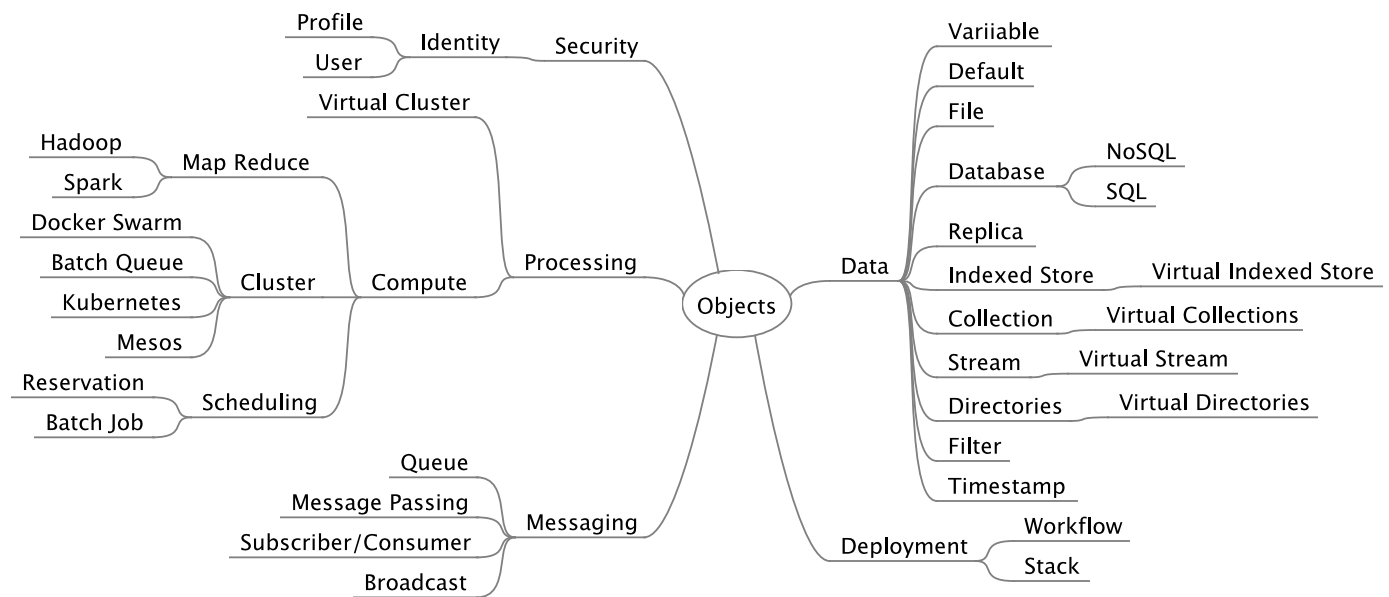 Profile
User
Identity
Security
Virtual Cluster
Hadoop
Spark
Map Reduce
Docker Swarm
Batch Queue
Kubernetes
Mesos
Cluster
Compute
Processing
Reservation
Batch Job
Scheduling
Queue
Message Passing
Subscriber/Consumer
Broadcast
Messaging
Objects
Data
Variiable
Default
File
Database
NoSQL
SQL
Replica
Indexed Store
Virtual Indexed Store
Collection
Virtual Collections
Stream
Virtual Stream
Directories
Virtual Directories
Filter
Timestamp
Deployment
Workflow
Stack